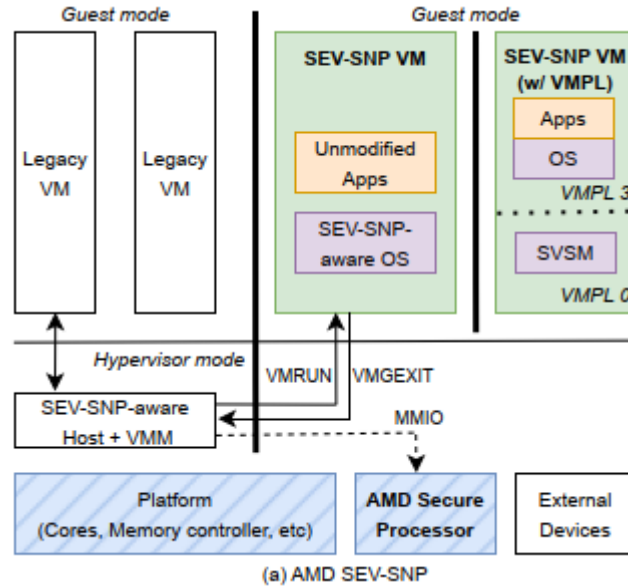 Guest mode
Guest mode
Legacy
VM
Legacy
VM
SEV-SNP VM
Unmodified
Apps
SEV-SNP-
aware OS
SEV-SNP VM
(w/ VMPL)
Apps
OS
VMPL 3
SVSM
VMPL 0
Hypervisor mode
VMRUN
VMGEXIT
SEV-SNP-aware
Host + VMM
MMIO
Platform
(Cores, Memory controller, etc)
AMD Secure
Processor
External
Devices
(a) AMD SEV-SNP